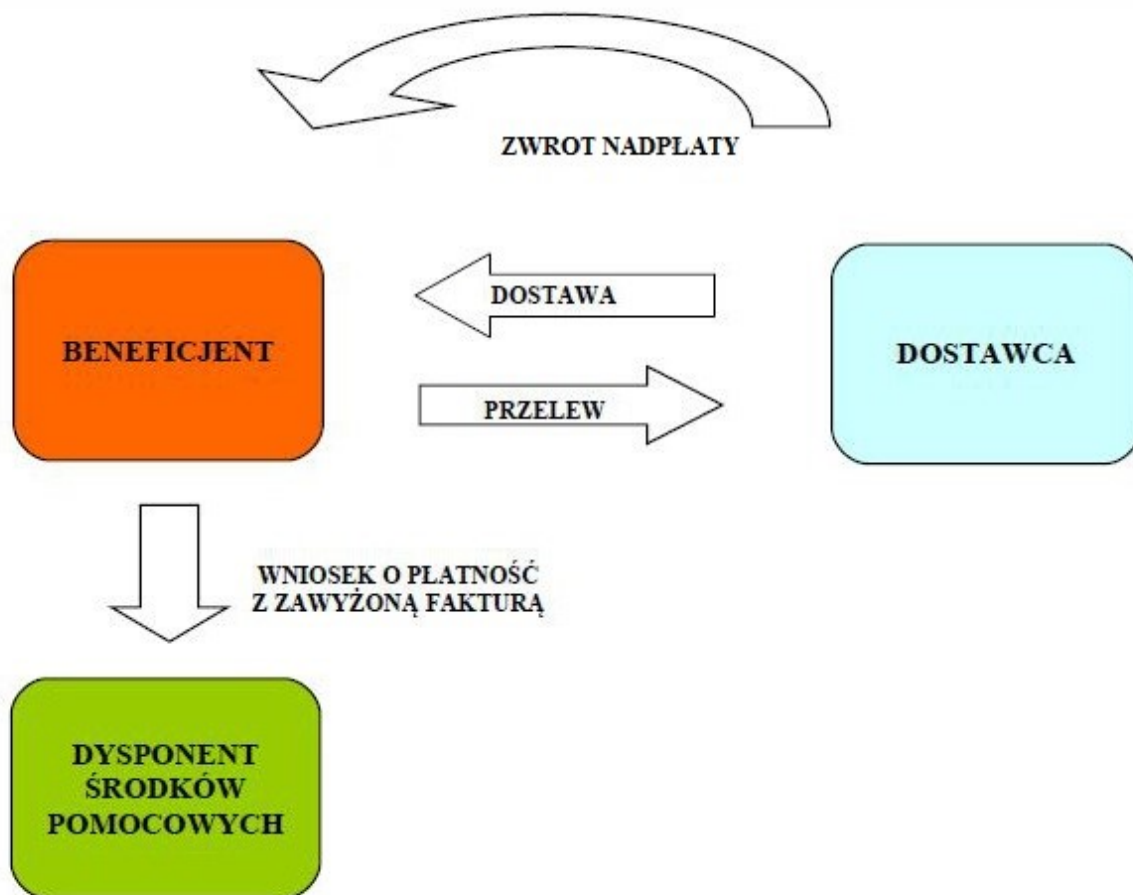 ZWROT NADPŁATY
BENEFICJENT
DOSTAWA
PRZELEW
DOSTAWCA
WNIOSEK O PŁATNOŚĆ
Z ZAWYŻONĄ FAKTURĄ
DYSPONENT
ŚRODKÓW
POMOCOWYCH